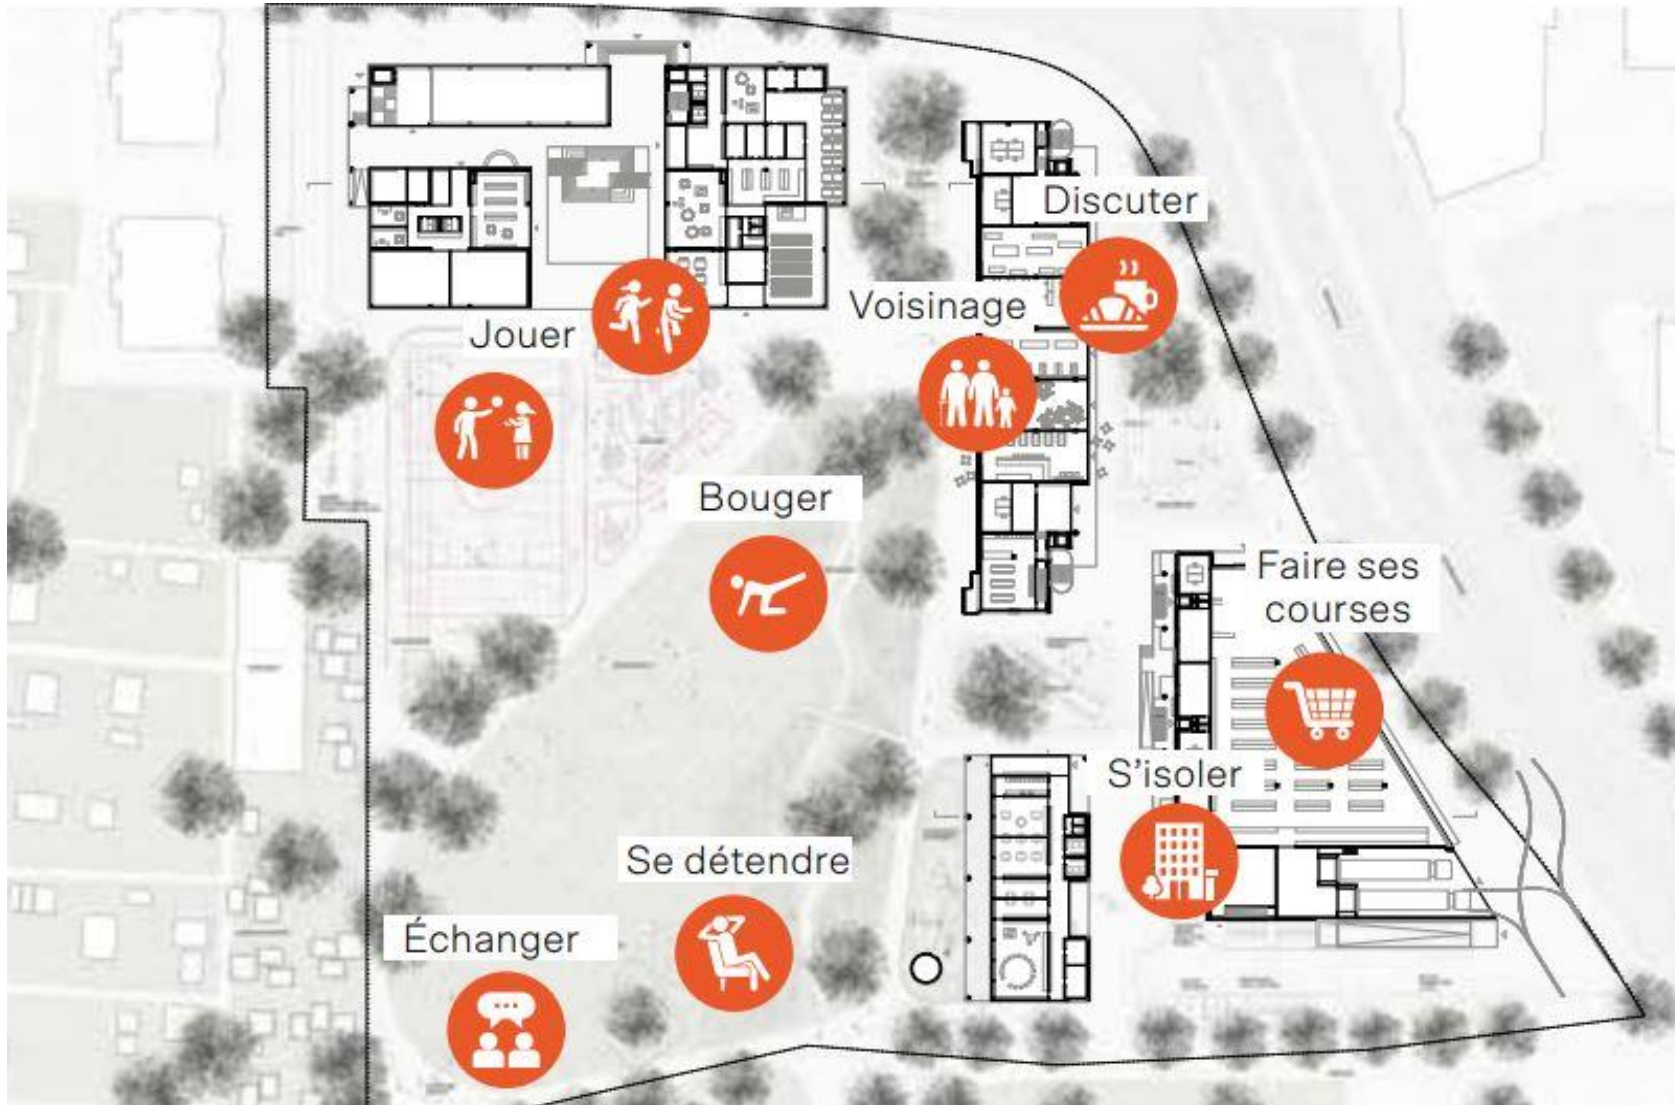 Discuter
Voisinage
Jouer
Bouger
Faire ses
courses
S'isoler
Se détendre
Échanger